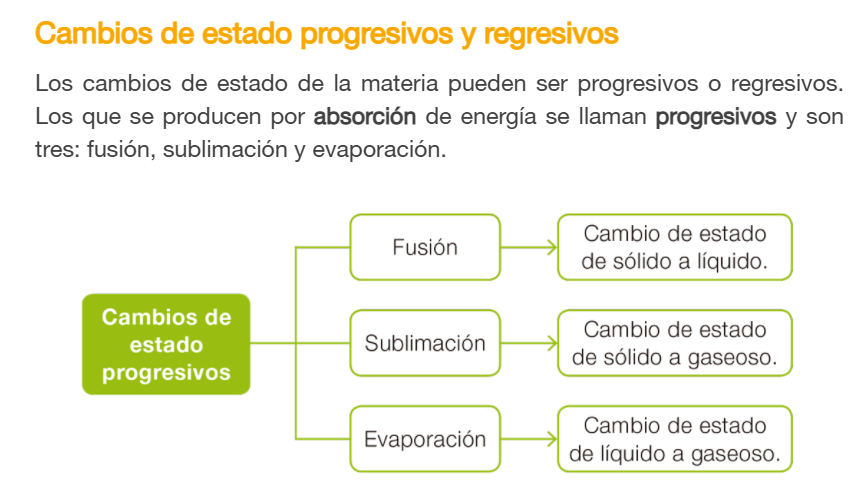 Cambios de estado progresivos y regresivos
Los cambios de estado de la materia pueden ser progresivos o regresivos.
Los que se producen por absorción de energía se llaman progresivos y son
tres: fusión, sublimación y evaporación.
Fusión
Cambio de estado
de sólido a líquido.
Cambios de
estado
progresivos
Sublimación
Cambio de estado
de sólido a gaseoso.
Evaporación
Cambio de estado
de líquido a gaseoso.